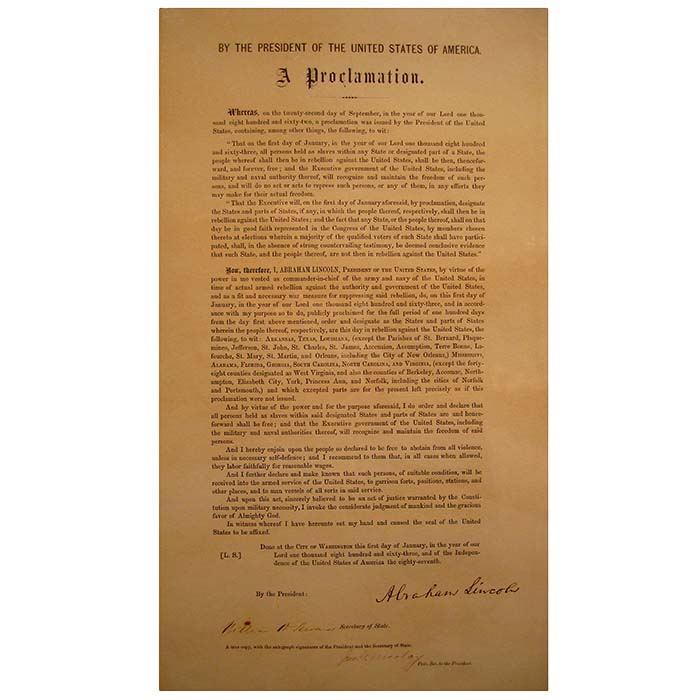 BY THE PRESIDENT OF THE UNITED STATES OF AMERICA.
A Proclamation.
Whereas, on the twenty-second day of September, in the year of our Lord one thou-
sand eight hundred and sixty-two, a proclamation was issued by the President of the United
States, containing, among other things, the following, to wit:
"That on the first day of January, in the year of our Lord one thousand eight hundred
and sixty-three, all persons held as slaves within any State or designated part of a State, the
people whereof shall then be in rebellion against the United States, shall be then, thencefor-
ward, and forever, free; and the Executive government of the United States, including the
military and naval authority thereof, will recognize and maintain the freedom of such per-
sons, and will do no act or acts to repress such persons, or any of them, in any efforts they
may make for their actual freedom.
"That the Executive will, on the first day of January aforesaid, by proclamation, designate
the States and parts of States, if any, in which the people thereof, respectively, shall then be in
rebellion against the United States; and the fact that any State, or the people thereof, shall on that
day be in good faith represented in the Congress of the United States, by members chosen
thereto at elections wherein a majority of the qualified voters of such State shall have partici-
pated, shall, in the absence of strong countervailing testimony, be deemed conclusive evidence
that such State, and the people thereof, are not then in rebellion against the United States."
Now, therefore, I, ABRAHAM LINCOLN, PRESIDENT OF THE UNITED STATES, by virtue of the
power in me vested as commander-in-chief of the army and navy of the United States, in
time of actual armed rebellion against the authority and government of the United States,
and as a fit and necessary war measure for suppressing said rebellion, do, on this first day of
January, in the year of our Lord one thousand eight hundred and sixty-three, and in accord-
ance with my purpose so to do, publicly proclaimed for the full period of one hundred days
from the day first above mentioned, order and designate as the States and parts of States
wherein the people thereof, respectively, are this day in rebellion against the United States, the
following, to wit: ARKANSAS, TEXAS, LOUISIANA, (except the Parishes of St. Bernard, Plaque-
mines, Jefferson, St. John, St. Charles, St. James, Ascension, Assumption, Terre Bonne, La-
fourche, St. Mary, St. Martin, and Orleans, including the City of New Orleans,) MISSISSIPPI,
ALABAMA, FLORIDA, GEORGIA, SOUTH CAROLINA, NORTH CAROLINA, AND VIRGINIA, (except the forty-
eight counties designated as West Virginia, and also the counties of Berkeley, Accomac, North-
ampton, Elizabeth City, York, Princess Ann, and Norfolk, including the cities of Norfolk
and Portsmouth,) and which excepted parts are for the present left precisely as if this
proclamation were not issued.
And by virtue of the power and for the purpose aforesaid, I do order and declare that
all persons held as slaves within said designated States and parts of States are and hence-
forward shall be free; and that the Executive government of the United States, including
the military and naval authorities thereof, will recognize and maintain the freedom of said
persons.
And I hereby enjoin upon the people so declared to be free to abstain from all violence,
unless in necessary self-defence; and I recommend to them that, in all cases when allowed,
they labor faithfully for reasonable wages.
And I further declare and make known that such persons, of suitable condition, will be
received into the armed service of the United States, to garrison forts, positions, stations, and
other places, and to man vessels of all sorts in said service.
And upon this act, sincerely believed to be an act of justice warranted by the Consti-
tution upon military necessity, I invoke the considerate judgment of mankind and the gracious
favor of Almighty God.
In witness whereof I have hereunto set my hand and caused the seal of the United
States to be affixed.
Done at the CITY OF WASHINGTON this first day of January, in the year of our
[L. S.] Lord one thousand eight hundred and sixty-three, and of the Independ-
ence of the United States of America the eighty-seventh.
By the President: Abraham Lincoln
William H. Seward Secretary of State.
A true copy, with the autograph signatures of the President and the Secretary of State.
Jno. G. Nicolay Priv. Sec. to the President.